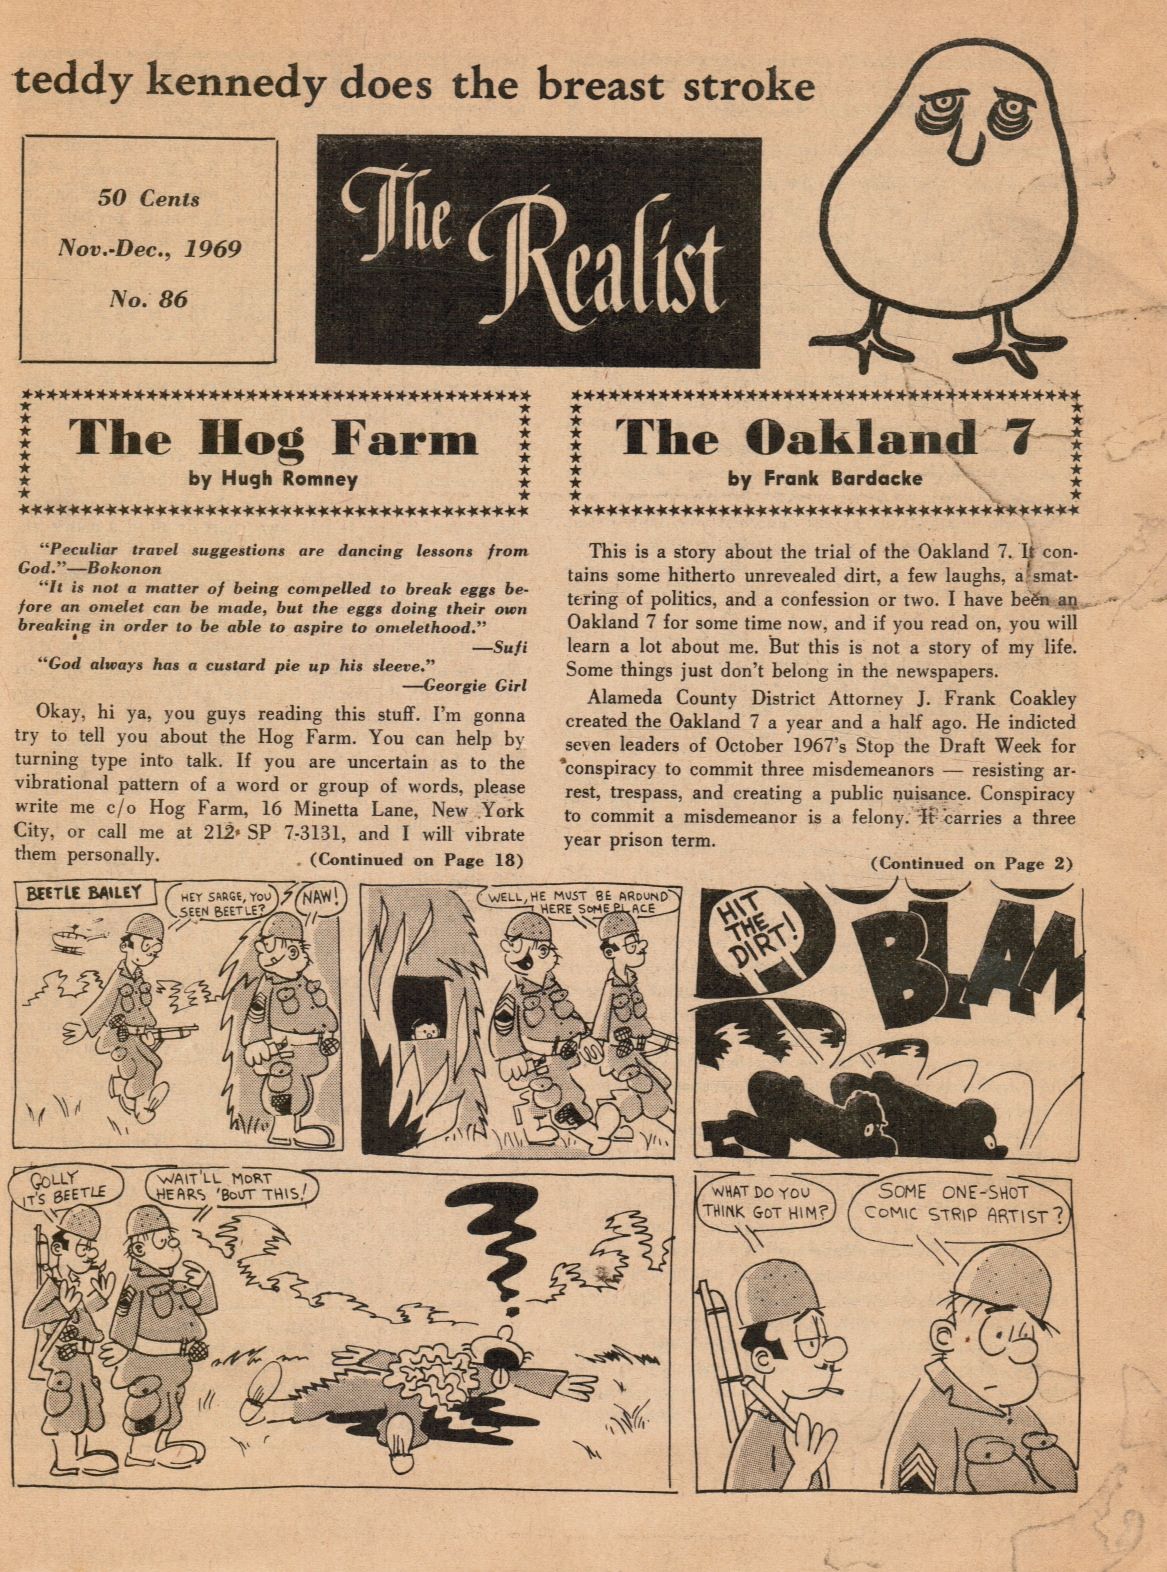 teddy kennedy does the breast stroke
50 Cents
Nov.-Dec., 1969
No. 86
The Realist
The Hog Farm
by Hugh Romney
“Peculiar travel suggestions are dancing lessons from
God.”—Bokonon
“It is not a matter of being compelled to break eggs be-
fore an omelet can be made, but the eggs doing their own
breaking in order to be able to aspire to omelethood.”
—Sufi
“God always has a custard pie up his sleeve.”
—Georgie Girl
Okay, hi ya, you guys reading this stuff. I'm gonna
try to tell you about the Hog Farm. You can help by
turning type into talk. If you are uncertain as to the
vibrational pattern of a word or group of words, please
write me c/o Hog Farm, 16 Minetta Lane, New York
City, or call me at 212 SP 7-3131, and I will vibrate
them personally.
(Continued on Page 18)
The Oakland 7
by Frank Bardacke
This is a story about the trial of the Oakland 7. It con-
tains some hitherto unrevealed dirt, a few laughs, a smat-
tering of politics, and a confession or two. I have been an
Oakland 7 for some time now, and if you read on, you will
learn a lot about me. But this is not a story of my life.
Some things just don't belong in the newspapers.
Alameda County District Attorney J. Frank Coakley
created the Oakland 7 a year and a half ago. He indicted
seven leaders of October 1967's Stop the Draft Week for
conspiracy to commit three misdemeanors — resisting ar-
rest, trespass, and creating a public nuisance. Conspiracy
to commit a misdemeanor is a felony. It carries a three
year prison term.
(Continued on Page 2)
BEETLE BAILEY
HEY SARGE, YOU
SEEN BEETLE?
NAW!
WELL, HE MUST BE AROUND
HERE SOMEPLACE
HIT
THE
DIRT!
BLAM
GOLLY
IT'S BEETLE
WAIT'LL MORT
HEARS 'BOUT THIS!
WHAT DO YOU
THINK GOT HIM?
SOME ONE-SHOT
COMIC STRIP ARTIST?